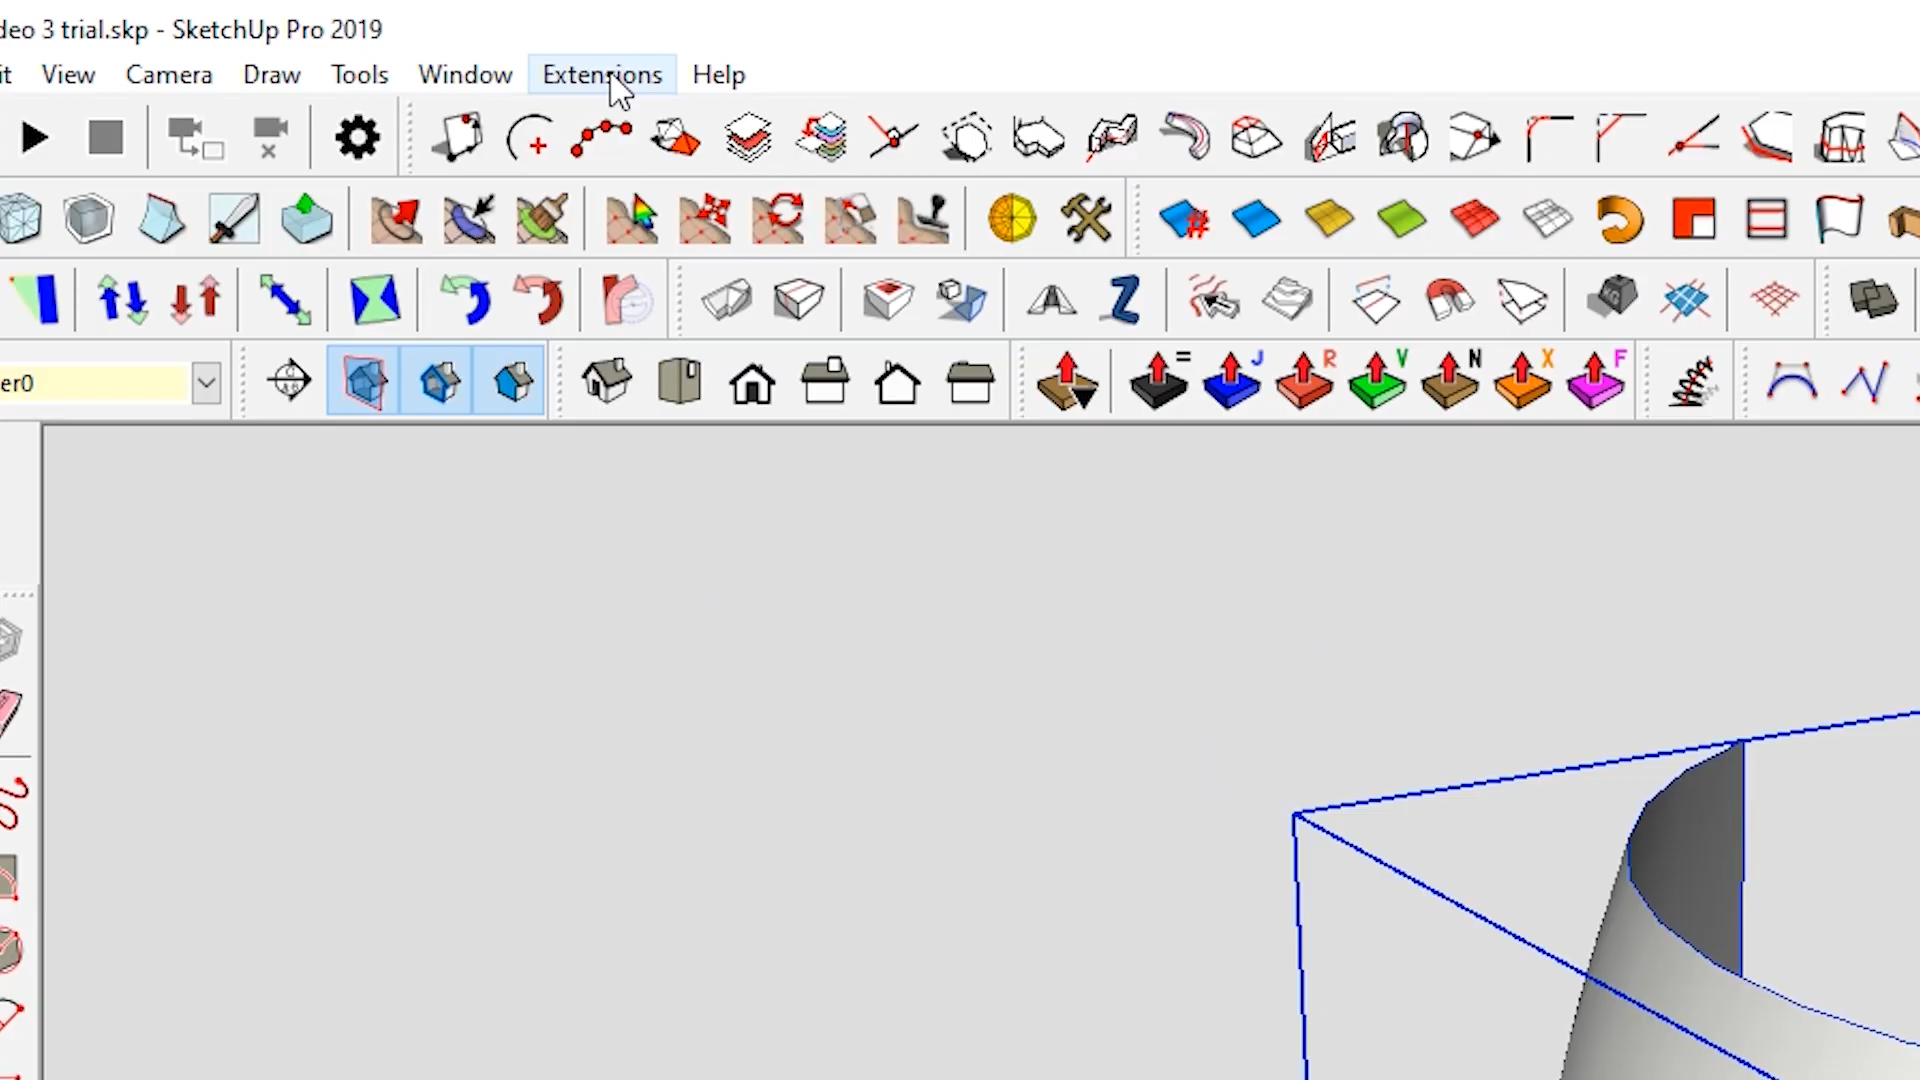 deo 3 trial.skp - SketchUp Pro 2019
it View Camera Draw Tools Window Extensions Help
#
er0
= J R V N X F